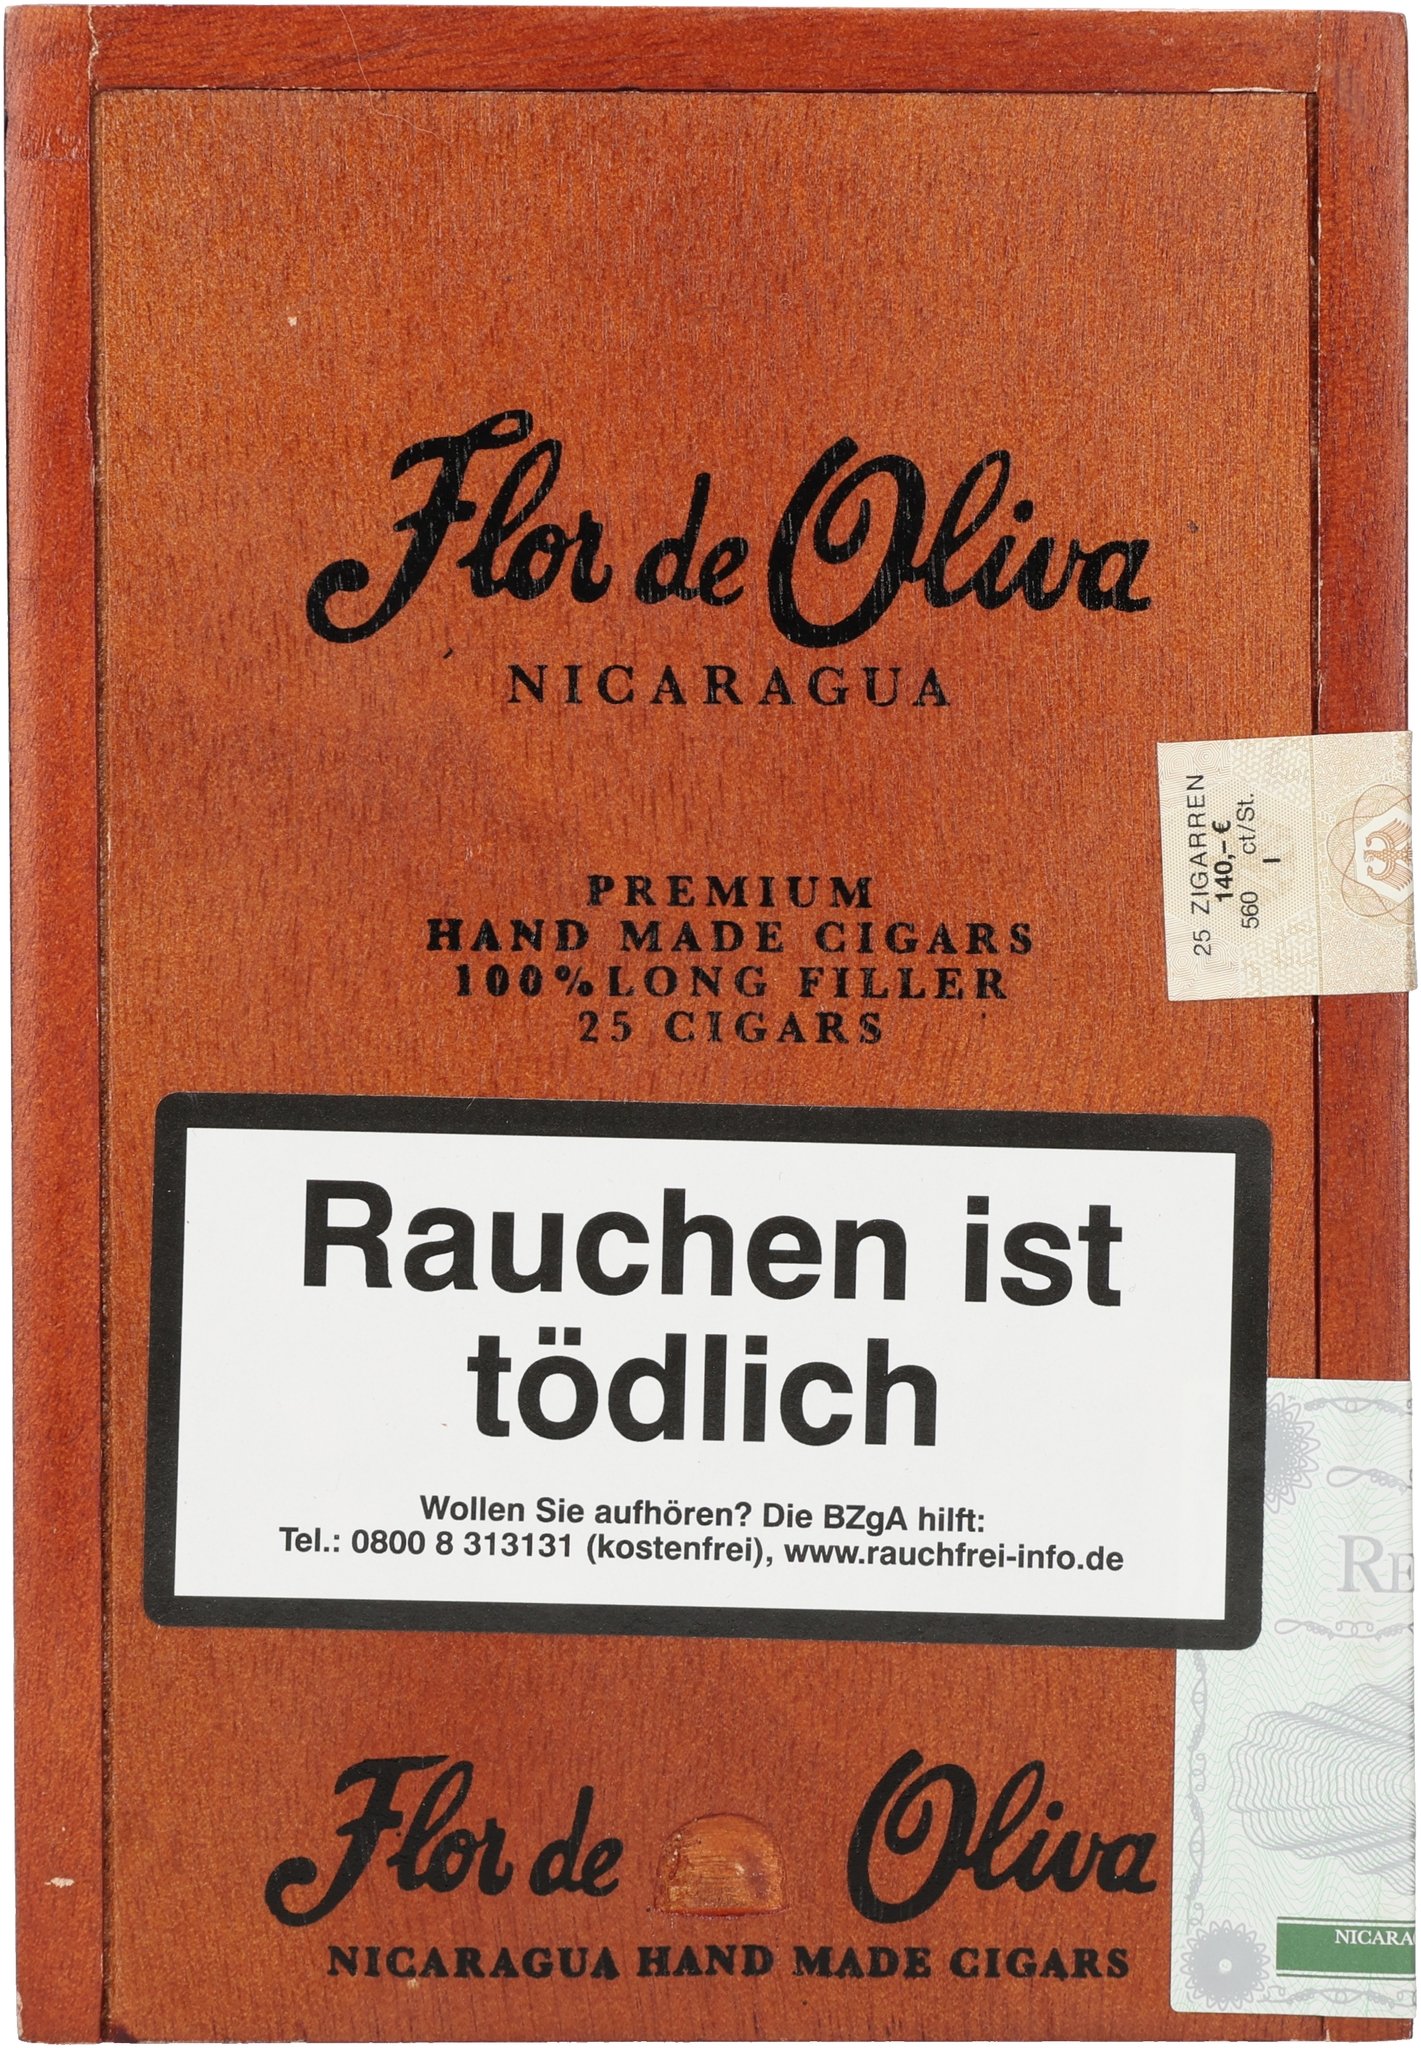 Flor de Oliva
NICARAGUA
25 ZIGARREN
140,–€
560 ct/St.
I
PREMIUM
HAND MADE CIGARS
100% LONG FILLER
25 CIGARS
Rauchen ist
tödlich
Wollen Sie aufhören? Die BZgA hilft:
Tel.: 0800 8 313131 (kostenfrei), www.rauchfrei-info.de
RE
Flor de Oliva
NICARAGUA HAND MADE CIGARS
NICARA